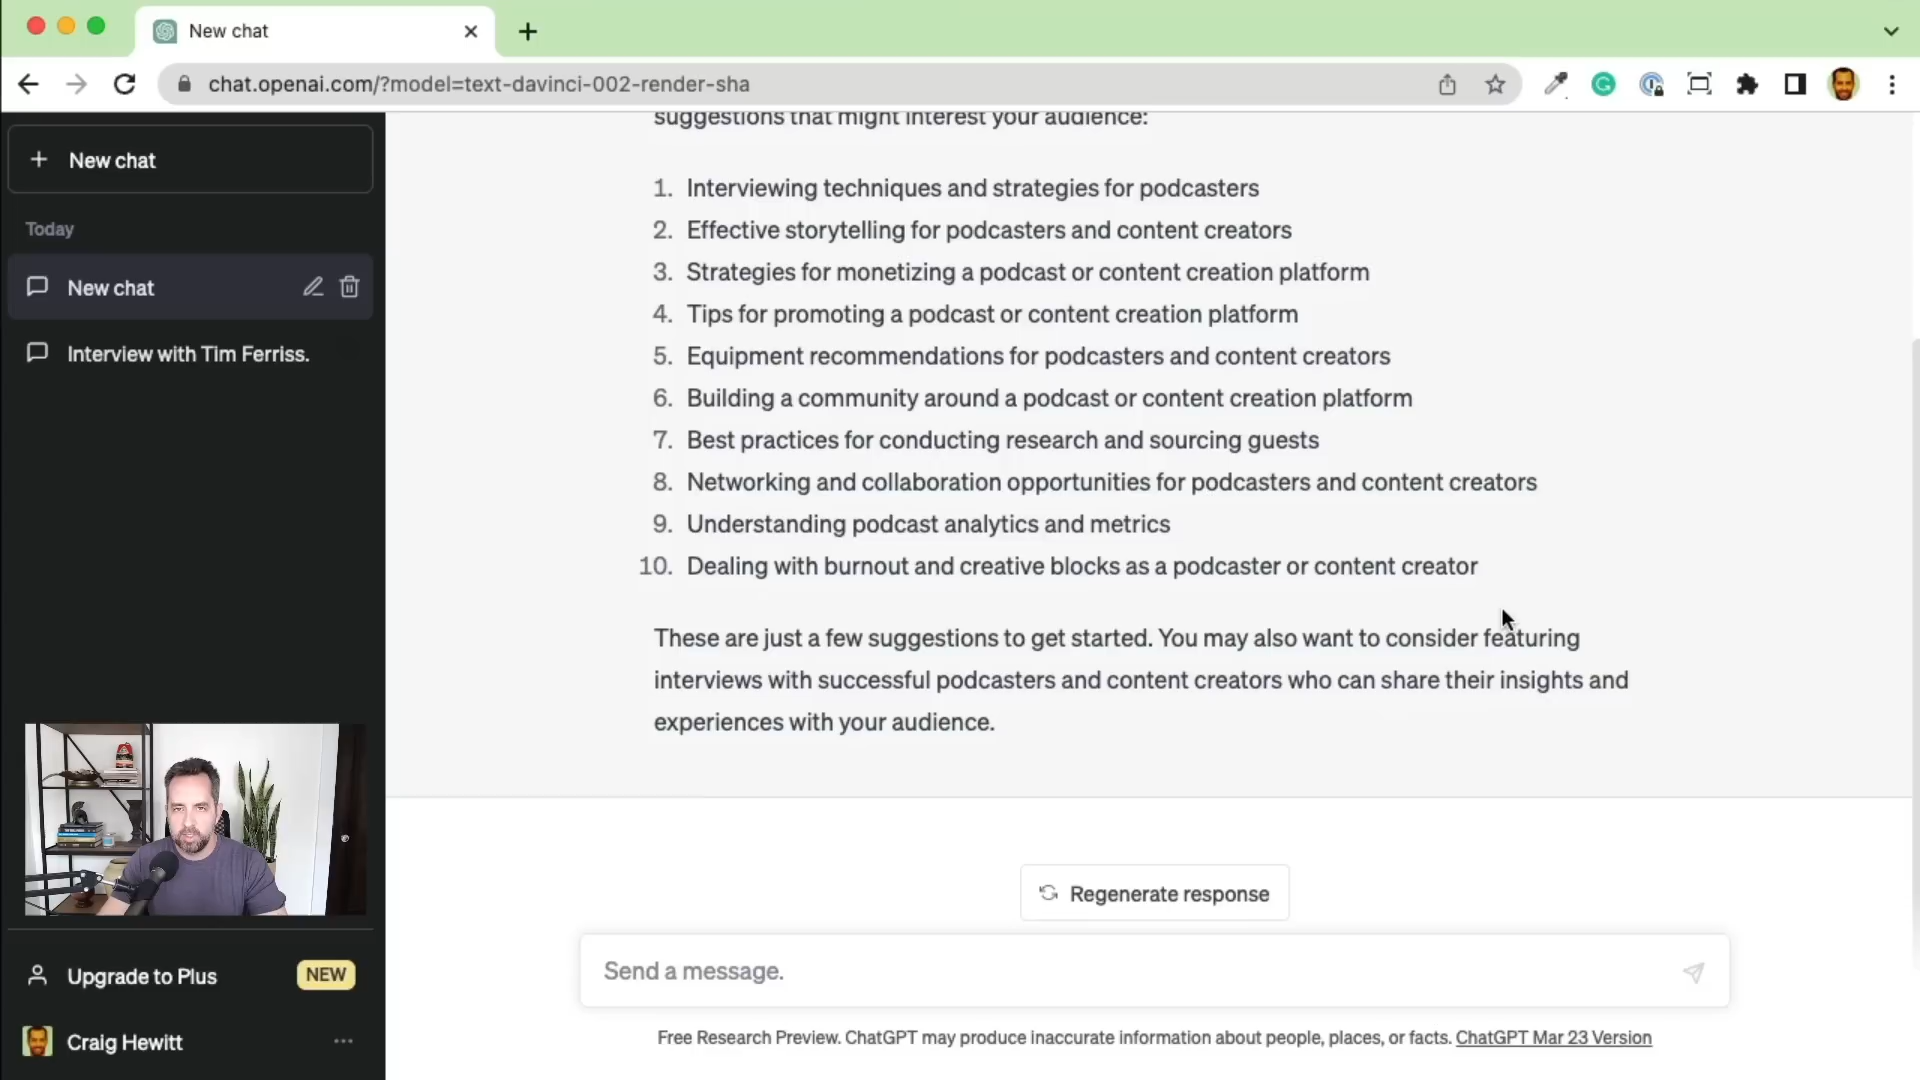 New chat
chat.openai.com/?model=text-davinci-002-render-sha
New chat
Today
New chat
Interview with Tim Ferriss.
Upgrade to Plus
NEW
Craig Hewitt
suggestions that might interest your audience:
1. Interviewing techniques and strategies for podcasters
2. Effective storytelling for podcasters and content creators
3. Strategies for monetizing a podcast or content creation platform
4. Tips for promoting a podcast or content creation platform
5. Equipment recommendations for podcasters and content creators
6. Building a community around a podcast or content creation platform
7. Best practices for conducting research and sourcing guests
8. Networking and collaboration opportunities for podcasters and content creators
9. Understanding podcast analytics and metrics
10. Dealing with burnout and creative blocks as a podcaster or content creator
These are just a few suggestions to get started. You may also want to consider featuring
interviews with successful podcasters and content creators who can share their insights and
experiences with your audience.
Regenerate response
Send a message.
Free Research Preview. ChatGPT may produce inaccurate information about people, places, or facts. ChatGPT Mar 23 Version